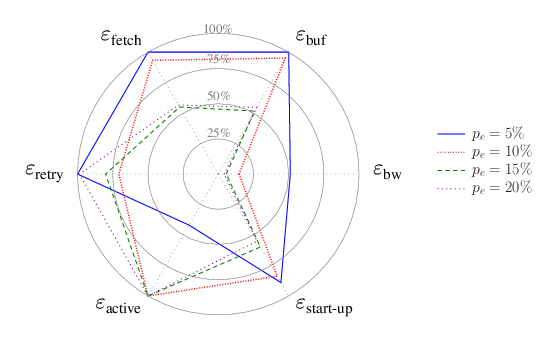 100%
ε_fetch
ε_buf
75%
50%
25%
ε_retry
ε_bw
p_e = 5%
p_e = 10%
p_e = 15%
p_e = 20%
ε_active
ε_start-up